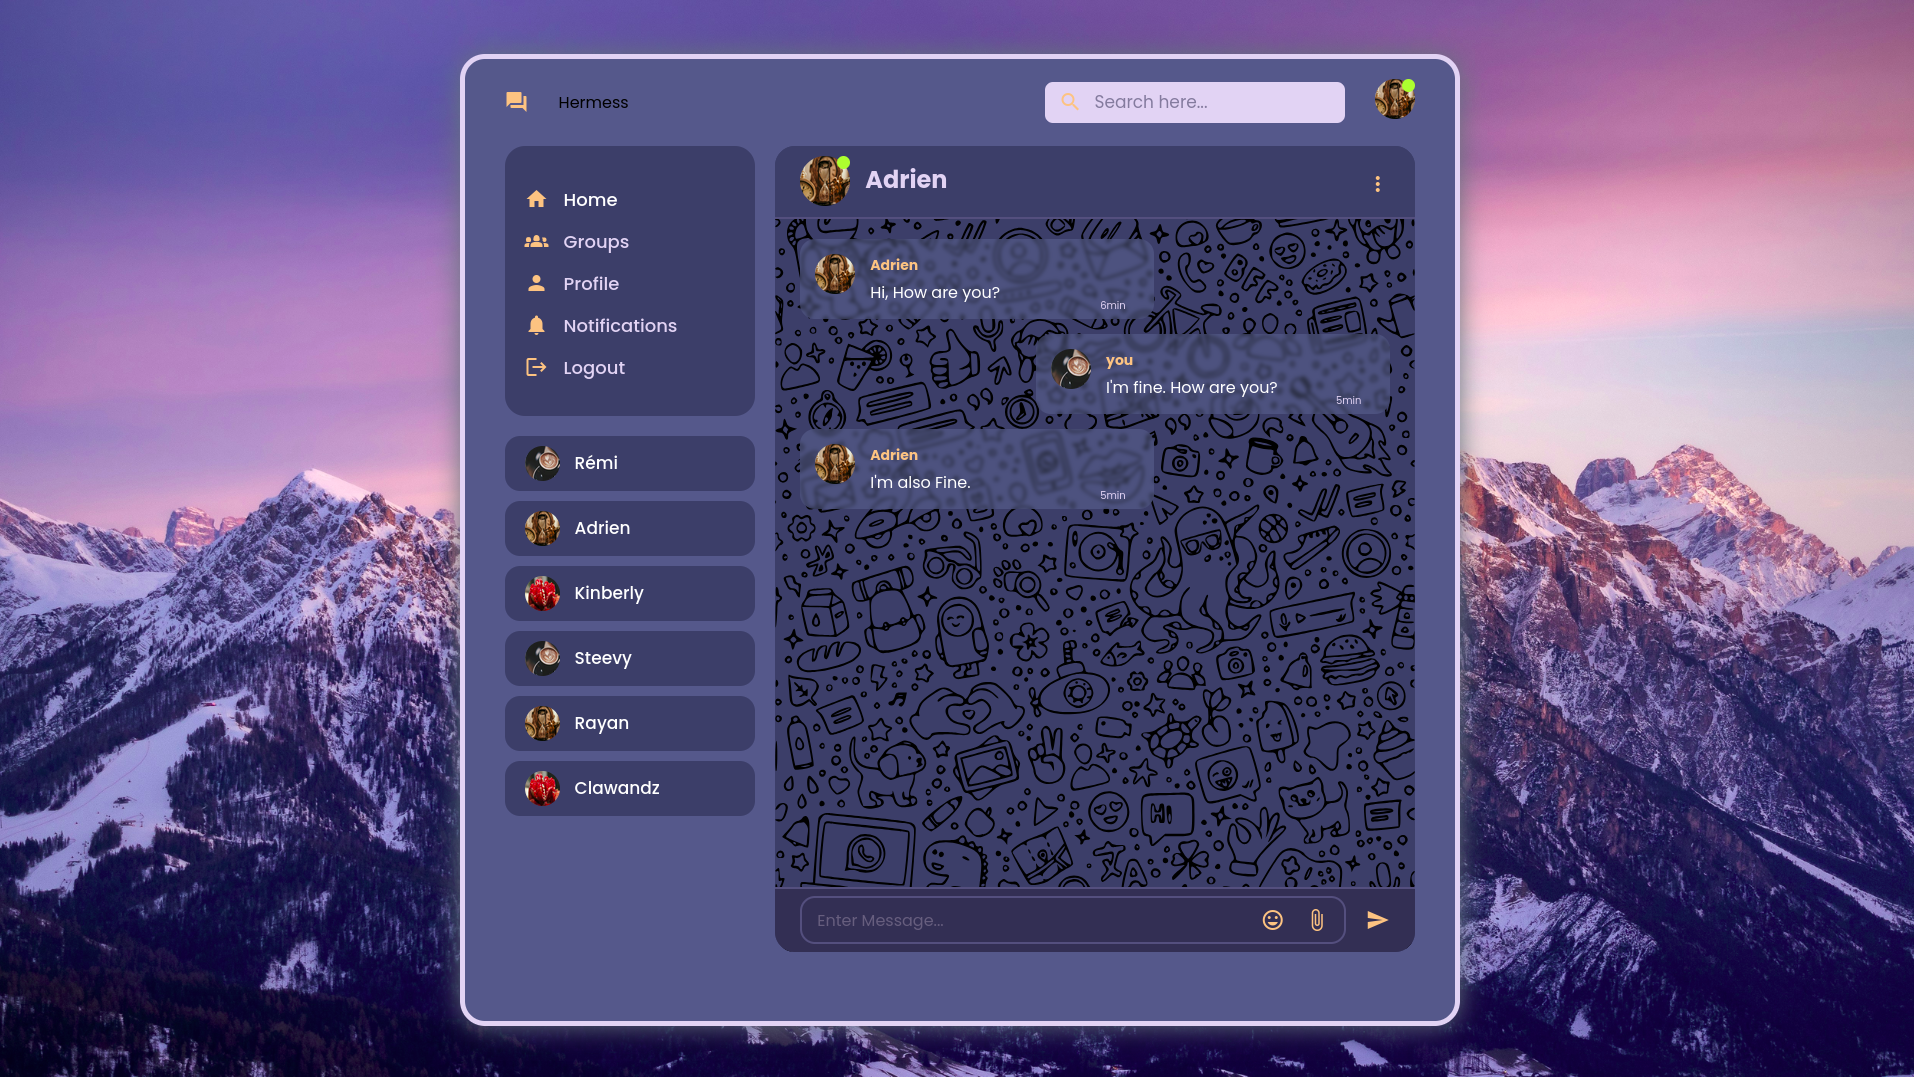 Hermess
Search here...
Home
Groups
Profile
Notifications
Logout
Rémi
Adrien
Kinberly
Steevy
Rayan
Clawandz
Adrien
Adrien
Hi, How are you?
6min
you
I'm fine. How are you?
5min
Adrien
I'm also Fine.
5min
BFF
Hi
Enter Message...